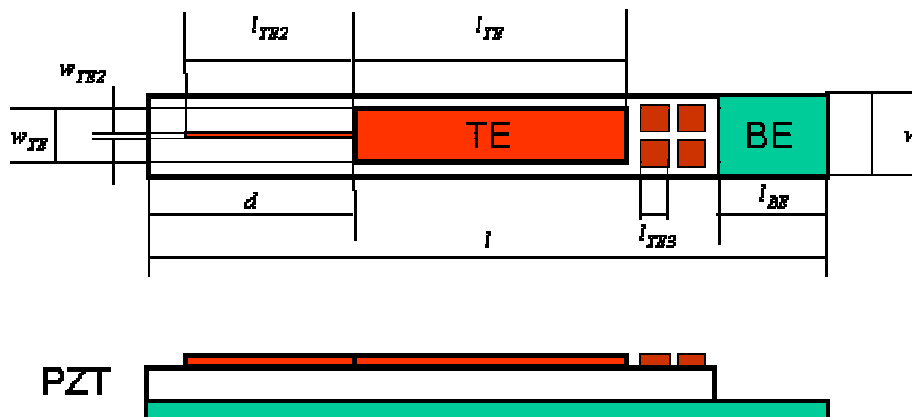 l_TE2 l_TE
w_TE2
w_TE TE BE w
d l_BE
l l_TE3
PZT